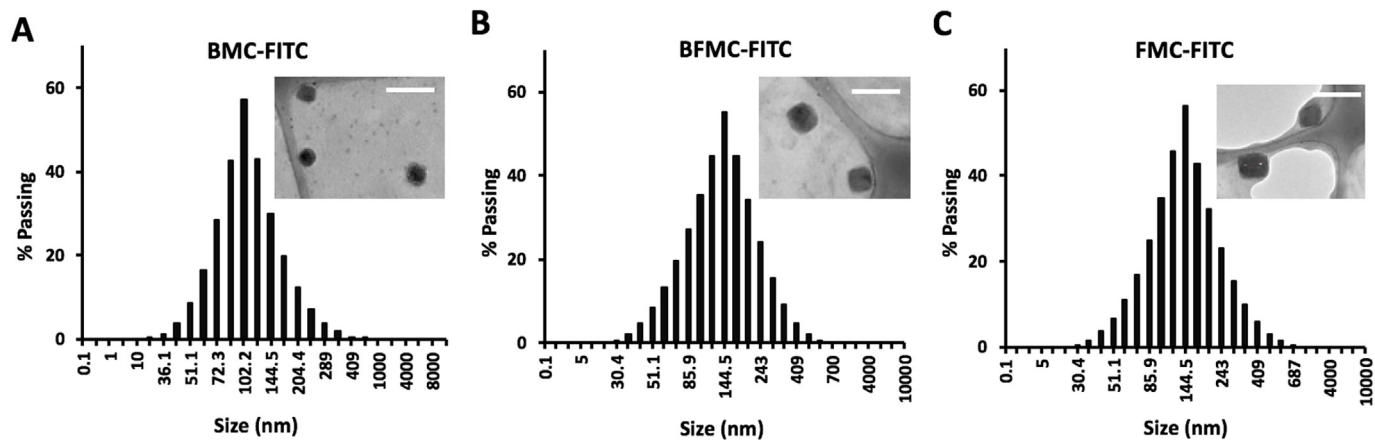 A
BMC-FITC
% Passing
60
40
20
0
0.1 1 10 36.1 51.1 72.3 102.2 144.5 204.4 289 409 1000 4000 8000
Size (nm)
B
BFMC-FITC
% Passing
60
40
20
0
0.1 5 30.4 51.1 85.9 144.5 243 409 700 4000 10000
Size (nm)
C
FMC-FITC
% Passing
60
40
20
0
0.1 5 30.4 51.1 85.9 144.5 243 409 687 4000 10000
Size (nm)